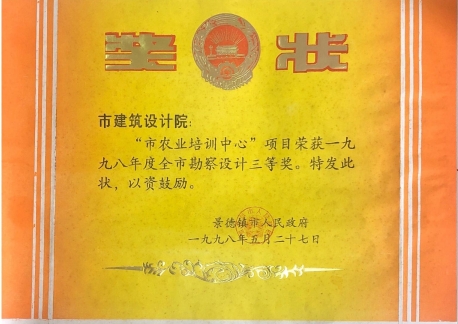 奖状
市建筑设计院：
“市农业培训中心”项目荣获一九
九八年度全市勘察设计三等奖。特发此
状，以资鼓励。
景德镇市人民政府
一九九八年五月二十七日